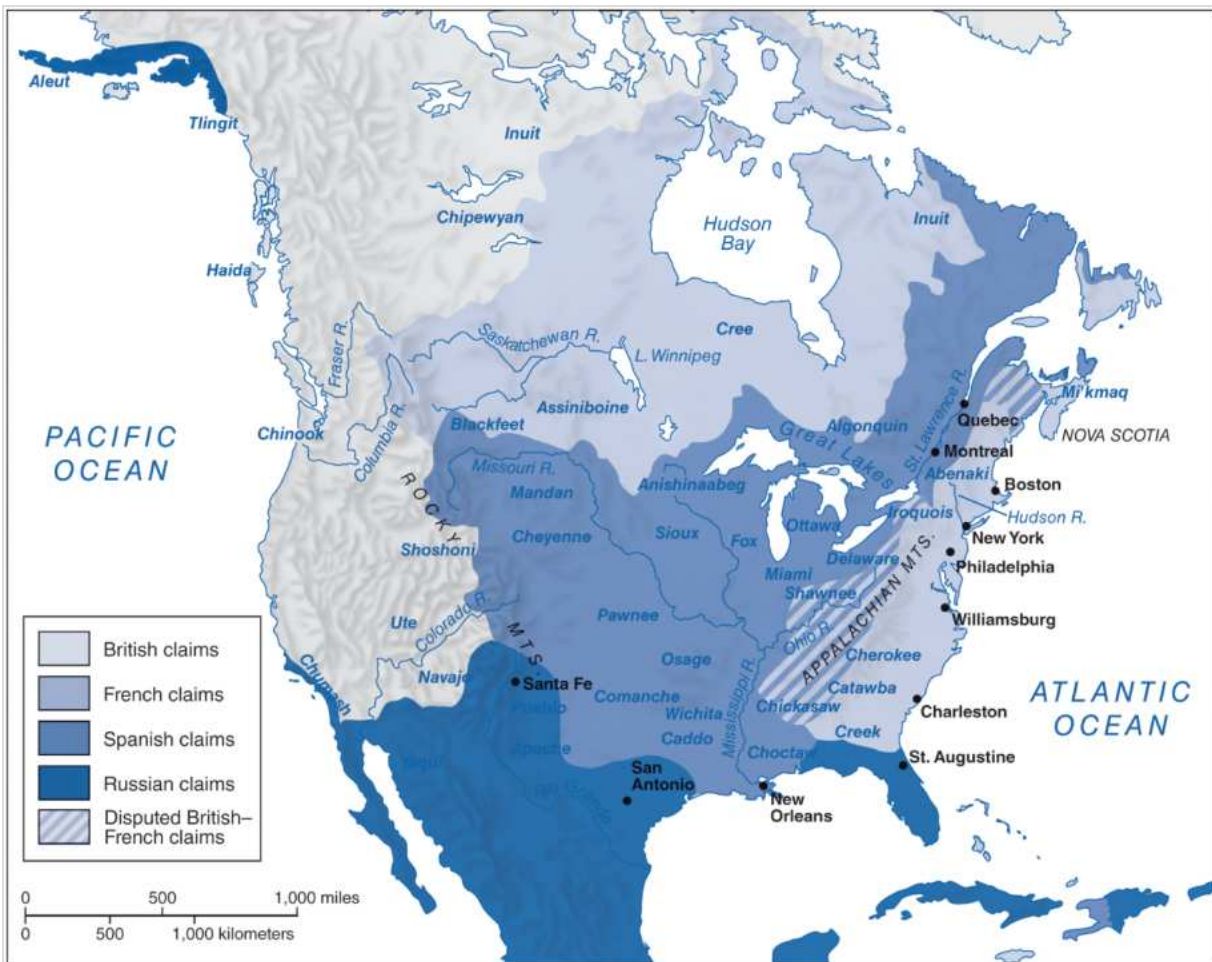 Aleut
Tlingit
Inuit
Chipewyan
Haida
Hudson
Bay
Inuit
Fraser R.
Columbia R.
Saskatchewan R.
L. Winnipeg
Cree
Chinook
Blackfeet
Assiniboine
Algonquin
St. Lawrence R.
Quebec
Mi'kmaq
NOVA SCOTIA
Montreal
Abenaki
Boston
PACIFIC
OCEAN
ROCKY
MTS.
Missouri R.
Mandan
Anishinaabeg
Great Lakes
Iroquois
Hudson R.
New York
Philadelphia
Shoshoni
Cheyenne
Sioux
Fox
Ottawa
Delaware
Miami
Shawnee
APPALACHIAN MTS.
Williamsburg
Ute
Colorado R.
Pawnee
Ohio R.
Osage
Cherokee
Chumash
Navajo
Santa Fe
Pueblo
Comanche
Wichita
Mississippi R.
Chickasaw
Catawba
Charleston
ATLANTIC
OCEAN
Yaqui
Apache
Caddo
Choctaw
Creek
San
Antonio
Rio Grande
New
Orleans
St. Augustine
British claims
French claims
Spanish claims
Russian claims
Disputed British–
French claims
0 500 1,000 miles
0 500 1,000 kilometers